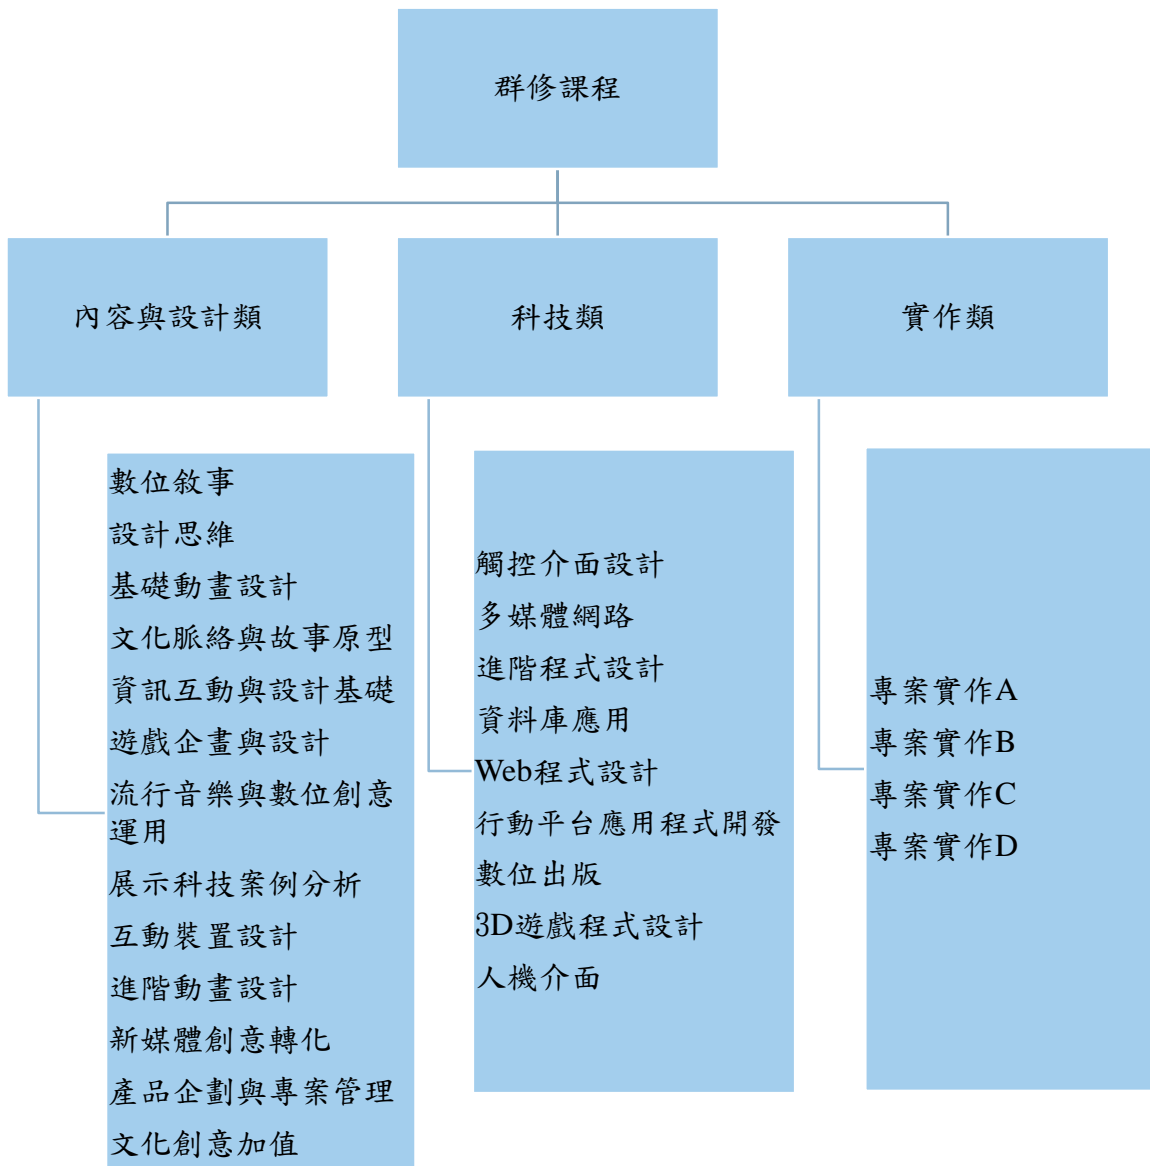 群修課程
內容與設計類
科技類
實作類
數位敘事
設計思維
基礎動畫設計
文化脈絡與故事原型
資訊互動與設計基礎
遊戲企畫與設計
流行音樂與數位創意
運用
展示科技案例分析
互動裝置設計
進階動畫設計
新媒體創意轉化
產品企劃與專案管理
文化創意加值
觸控介面設計
多媒體網路
進階程式設計
資料庫應用
Web程式設計
行動平台應用程式開發
數位出版
3D遊戲程式設計
人機介面
專案實作A
專案實作B
專案實作C
專案實作D